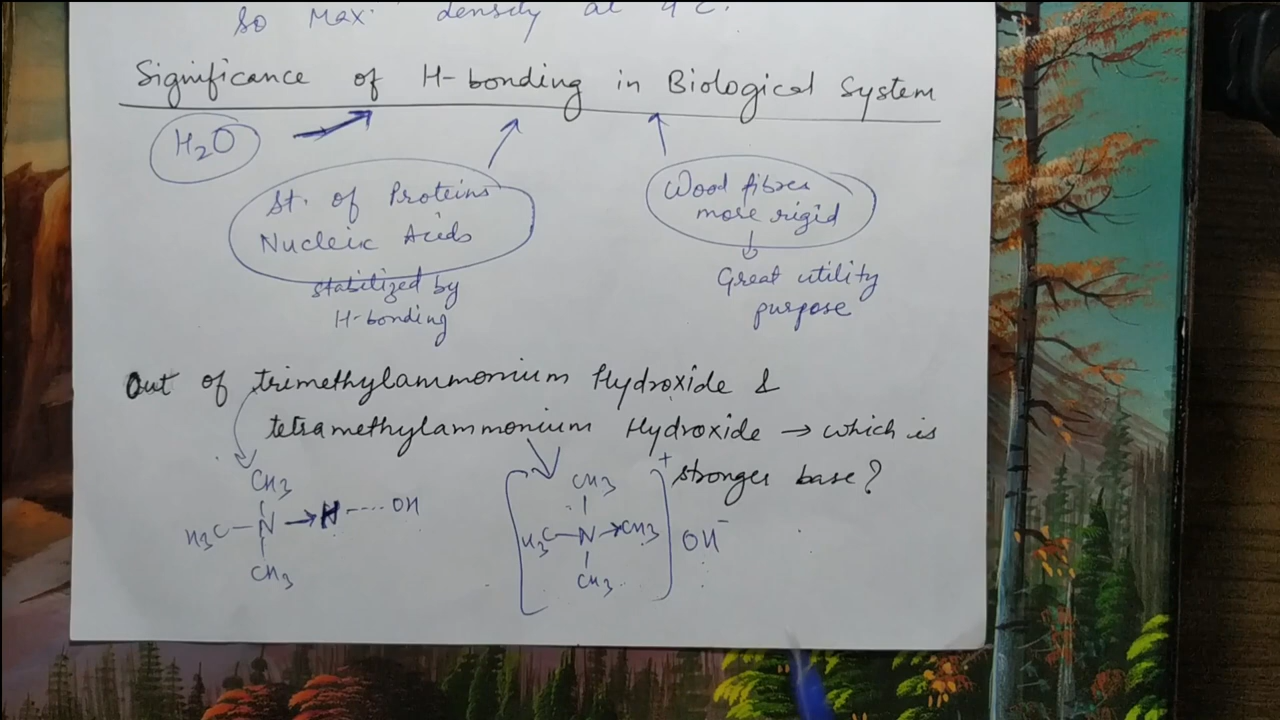 So Max. density at 4°C.
Significance of H-bonding in Biological System
H2O
St. of Proteins
Nucleic Acids
stabilized by
H-bonding
Wood fibres
more rigid
Great utility
purpose
Out of trimethylammonium Hydroxide &
tetramethylammonium Hydroxide → which is
stronger base?
CH3
H3C—N→H----OH
CH3
[CH3
H3C—N→CH3
CH3]+ OH-